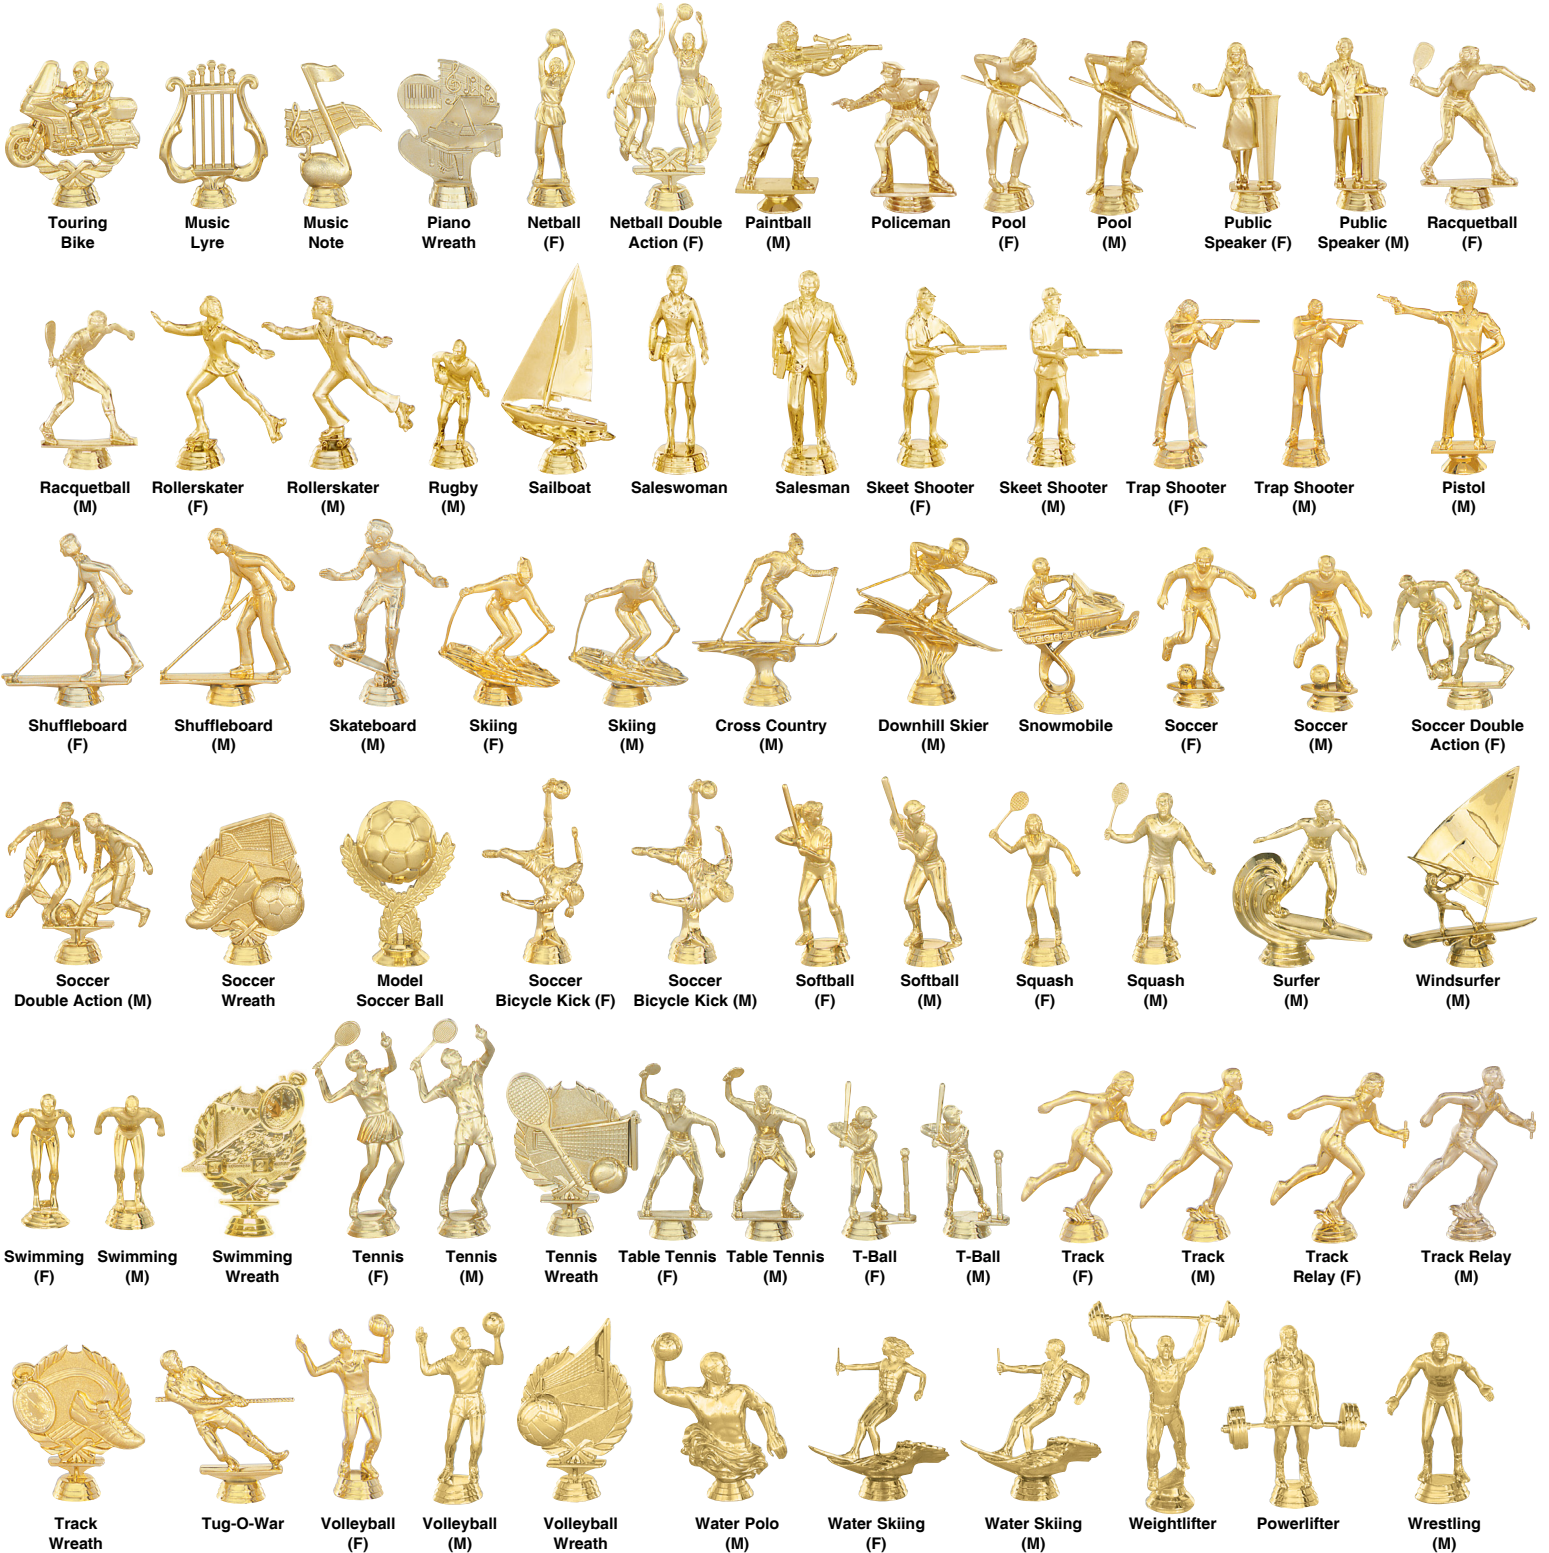 Touring
Bike
Music
Lyre
Music
Note
Piano
Wreath
Netball
(F)
Netball Double
Action (F)
Paintball
(M)
Policeman
Pool
(F)
Pool
(M)
Public
Speaker (F)
Public
Speaker (M)
Racquetball
(F)
Racquetball
(M)
Rollerskater
(F)
Rollerskater
(M)
Rugby
(M)
Sailboat
Saleswoman
Salesman
Skeet Shooter
(F)
Skeet Shooter
(M)
Trap Shooter
(F)
Trap Shooter
(M)
Pistol
(M)
Shuffleboard
(F)
Shuffleboard
(M)
Skateboard
(M)
Skiing
(F)
Skiing
(M)
Cross Country
(M)
Downhill Skier
(M)
Snowmobile
Soccer
(F)
Soccer
(M)
Soccer Double
Action (F)
Soccer
Double Action (M)
Soccer
Wreath
Model
Soccer Ball
Soccer
Bicycle Kick (F)
Soccer
Bicycle Kick (M)
Softball
(F)
Softball
(M)
Squash
(F)
Squash
(M)
Surfer
(M)
Windsurfer
(M)
Swimming
(F)
Swimming
(M)
Swimming
Wreath
Tennis
(F)
Tennis
(M)
Tennis
Wreath
Table Tennis
(F)
Table Tennis
(M)
T-Ball
(F)
T-Ball
(M)
Track
(F)
Track
(M)
Track
Relay (F)
Track Relay
(M)
Track
Wreath
Tug-O-War
Volleyball
(F)
Volleyball
(M)
Volleyball
Wreath
Water Polo
(M)
Water Skiing
(F)
Water Skiing
(M)
Weightlifter
Powerlifter
Wrestling
(M)